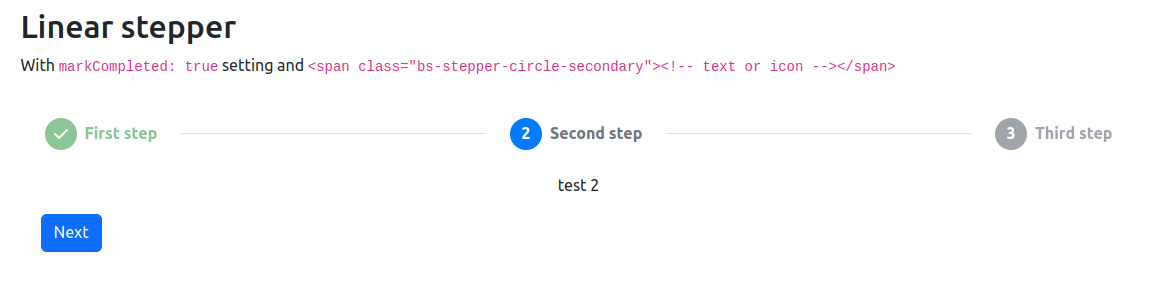 Linear stepper
With markCompleted: true setting and <span class="bs-stepper-circle-secondary"><!-- text or icon --></span>
First step 2 Second step 3 Third step
test 2
Next